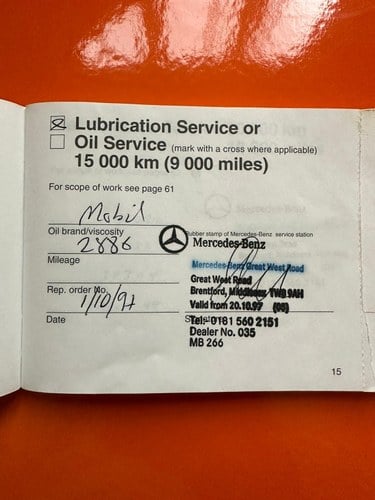 ☒ Lubrication Service or
☐ Oil Service (mark with a cross where applicable)
15 000 km (9 000 miles)
For scope of work see page 61
Mobil
Oil brand/viscosity
2886
Mileage
Rep. order No.
1/10/97
Date
Rubber stamp of Mercedes-Benz service station
Mercedes-Benz
Mercedes-Benz Great West Road
Great West Road
Brentford, Middlesex TW8 9AH
Valid from 20.10.97 (05)
Tel: 0181 560 2151
Dealer No. 035
MB 266
15